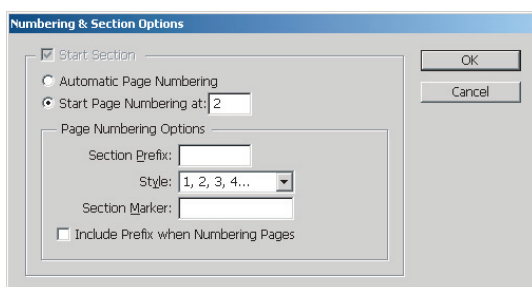 Numbering & Section Options
Start Section
OK
Automatic Page Numbering
Cancel
Start Page Numbering at: 2
Page Numbering Options
Section Prefix:
Style: 1, 2, 3, 4...
Section Marker:
Include Prefix when Numbering Pages